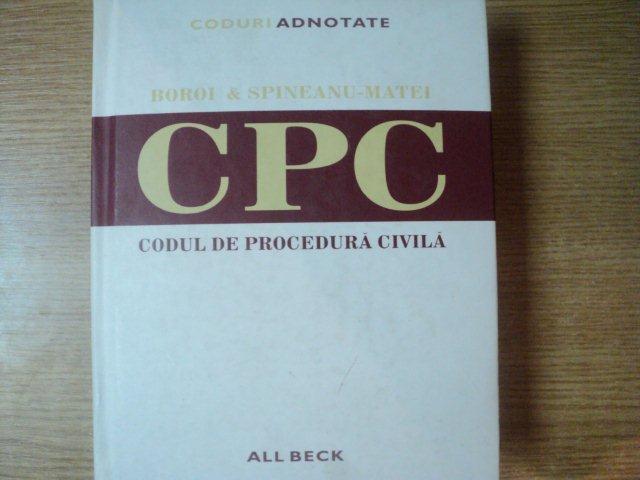 CODURI ADNOTATE
BOROI & SPINEANU-MATEI
CPC
CODUL DE PROCEDURĂ CIVILĂ
ALL BECK